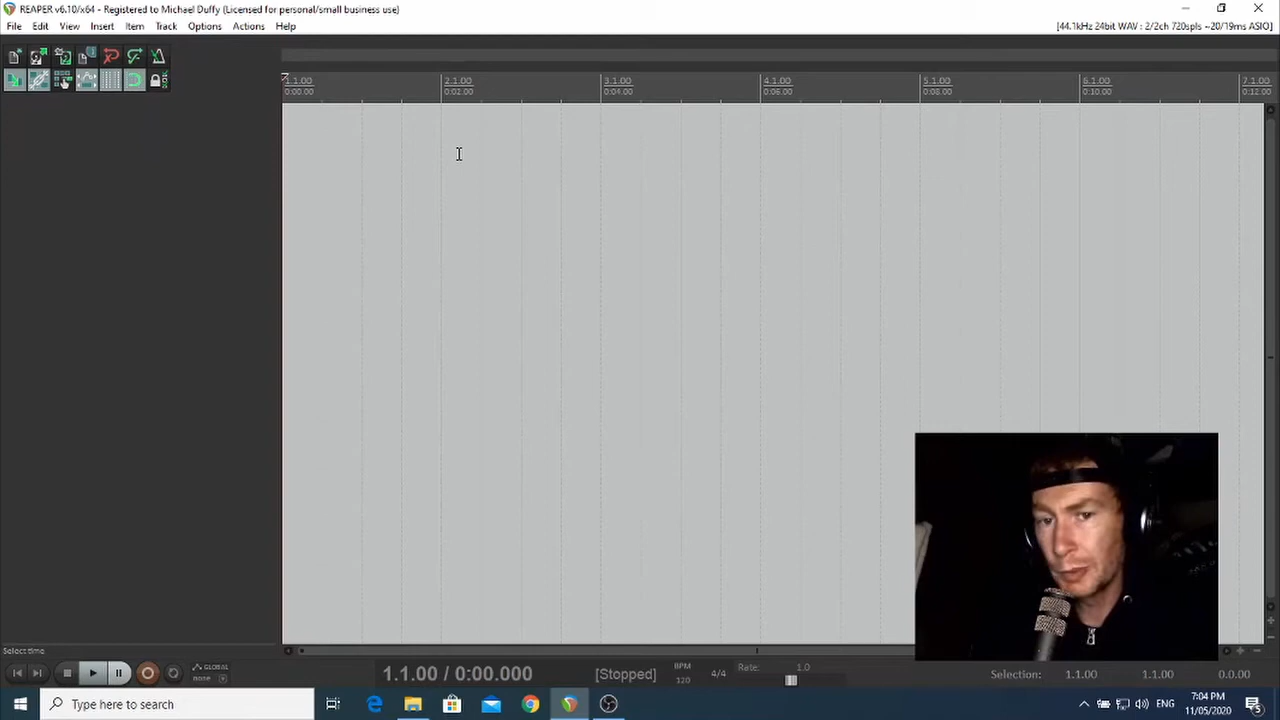 REAPER v6.10/x64 - Registered to Michael Duffy (Licensed for personal/small business use)
File Edit View Insert Item Track Options Actions Help
[44.1kHz 24bit WAV : 2/2ch 720spls ~20/19ms ASIO]
1.1.00 2.1.00 3.1.00 4.1.00 5.1.00 6.1.00 7.1.00
0:00.00 0:02.00 0:04.00 0:06.00 0:08.00 0:10.00 0:12.00
Select time
GLOBAL
none
1.1.00 / 0:00.000
[Stopped]
BPM
120
4/4
Rate: 1.0
Selection: 1.1.00 1.1.00 0.0.00
Type here to search
ENG
7:04 PM
11/05/2020
3